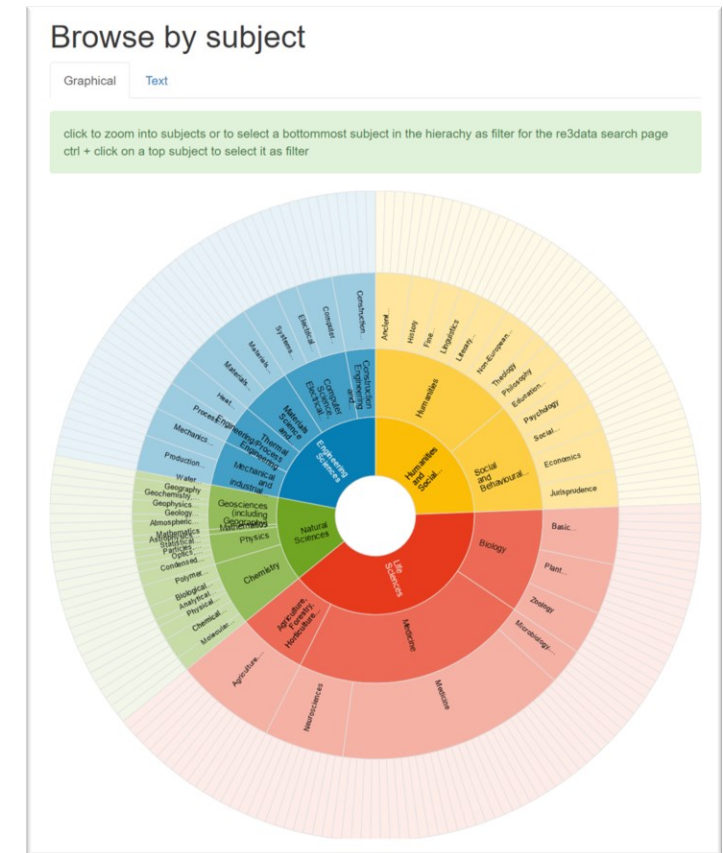 Browse by subject
Graphical
Text
click to zoom into subjects or to select a bottommost subject in the hierachy as filter for the re3data search page
ctrl + click on a top subject to select it as filter
Humanities
and
Social...
Humanities
Social
and
Behavioural...
Ancient...
History
Fine...
Linguistics
Literary...
Non-European...
Theology
Philosophy
Education...
Psychology
Social...
Economics
Jurisprudence
Life
Sciences
Biology
Basic...
Plant...
Zoology
Microbiology,...
Medicine
Medicine
Neurosciences
Agriculture,
Forestry,
Horticulture...
Agriculture,...
Natural
Sciences
Chemistry
Molecular...
Chemical...
Physical...
Analytical...
Biological...
Polymer...
Physics
Condensed...
Optics,...
Particles,...
Statistical...
Astrophysics...
Mathematics
Mathematics
Geosciences
(including
Geography)
Atmospheric...
Geology...
Geophysics...
Geochemistry,...
Geography
Water
Engineering
Sciences
Mechanical
and
industrial
Production...
Mechanics...
Thermal
Engineering/Process
Engineering
Process...
Heat...
Materials
Science
and...
Materials...
Materials...
Computer
Science,
Electrical
Systems...
Electrical...
Computer...
Construction
Engineering
and...
Construction...